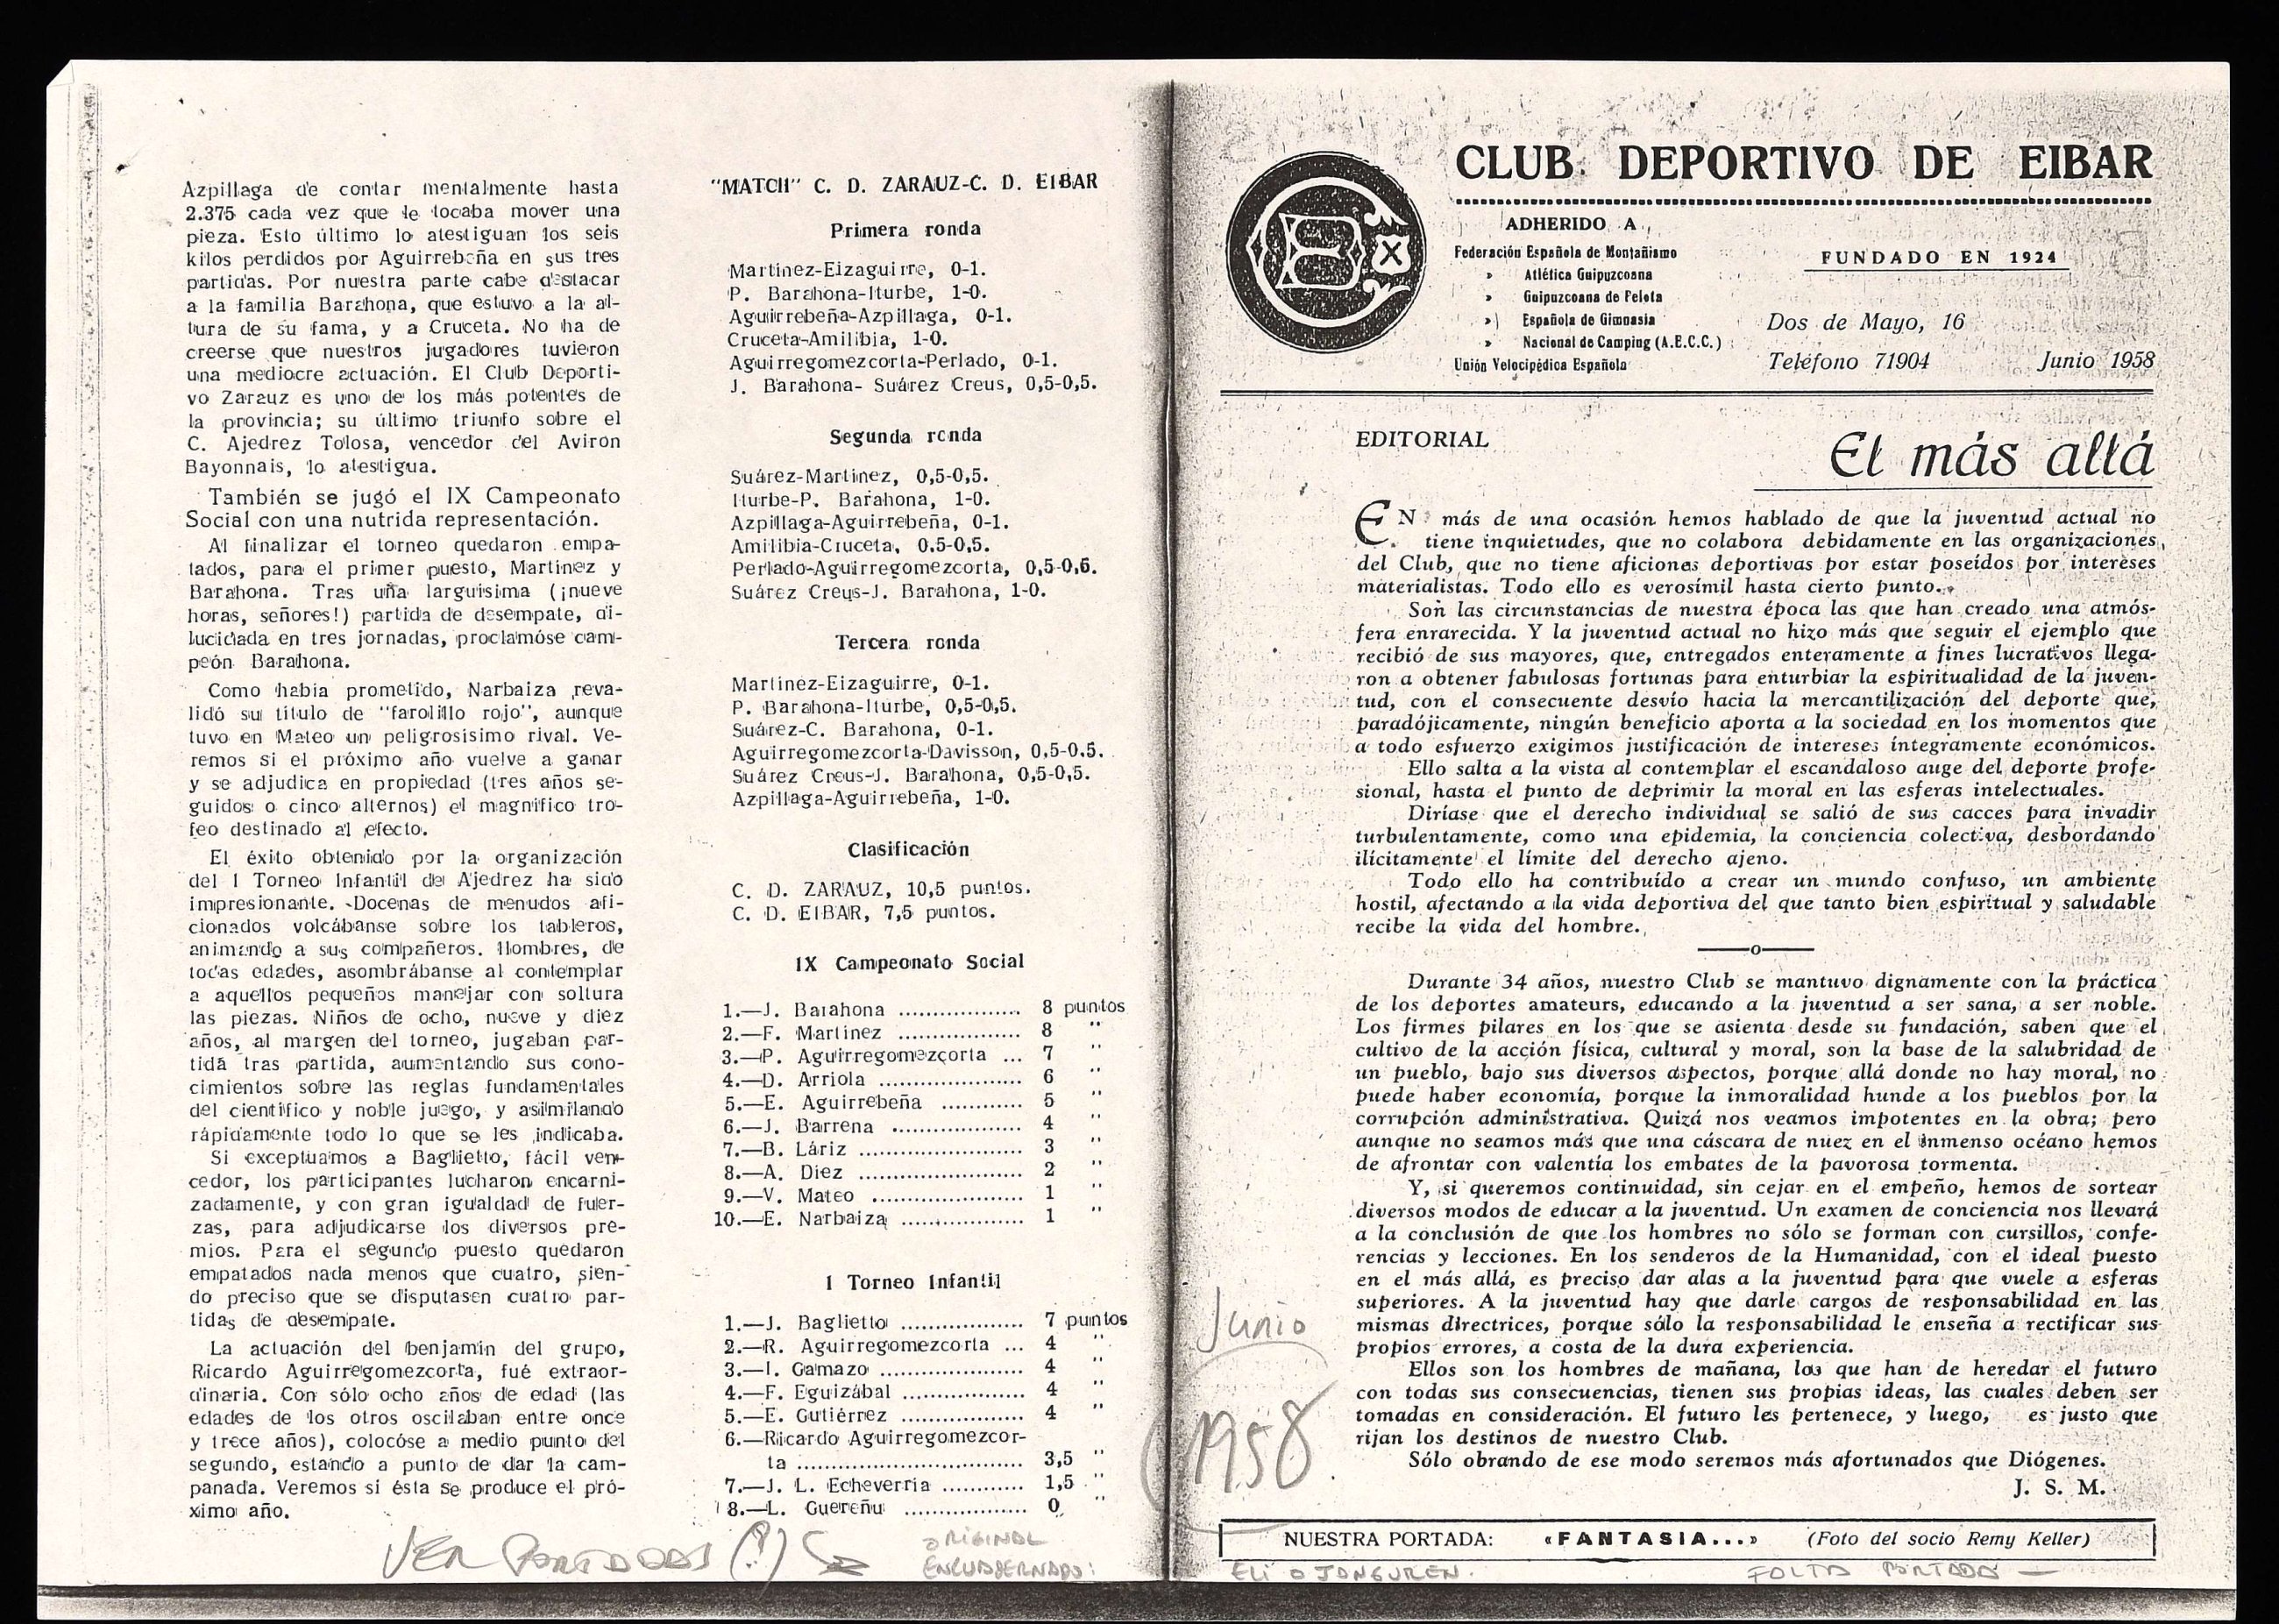 Azpillaga de contar mentalmente hasta
2.375 cada vez que le tocaba mover una
pieza. Esto último lo atestiguan los seis
kilos perdidos por Aguirrebeña en sus tres
partidas. Por nuestra parte cabe destacar
a la familia Barahona, que estuvo a la al-
tura de su fama, y a Cruceta. No ha de
creerse que nuestros jugadores tuvieron
una mediocre actuación. El Club Deporti-
vo Zarauz es uno de los más potentes de
la provincia; su último triunfo sobre el
C. Ajedrez Tolosa, vencedor del Aviron
Bayonnais, lo atestigua.
También se jugó el IX Campeonato
Social con una nutrida representación.
Al finalizar el torneo quedaron empa-
tados, para el primer puesto, Martinez y
Barahona. Tras una larguísima (¡nueve
horas, señores!) partida de desempate, di-
lucidada en tres jornadas, proclamóse cam-
peón Barahona.
Como había prometido, Narbaiza reva-
lidó su título de "farolillo rojo", aunque
tuvo en Mateo un peligrosísimo rival. Ve-
remos si el próximo año vuelve a ganar
y se adjudica en propiedad (tres años se-
guidos o cinco alternos) el magnífico tro-
feo destinado al efecto.
El éxito obtenido por la organización
del I Torneo Infantil de Ajedrez ha sido
impresionante. Docenas de menudos afi-
cionados volcábanse sobre los tableros,
animando a sus compañeros. Hombres, de
todas edades, asombrábanse al contemplar
a aquellos pequeños manejar con soltura
las piezas. Niños de ocho, nueve y diez
años, al margen del torneo, jugaban par-
tida tras partida, aumentando sus cono-
cimientos sobre las reglas fundamentales
del científico y noble juego, y asimilando
rápidamente todo lo que se les indicaba.
Si exceptuamos a Baglietto, fácil ven-
cedor, los participantes lucharon encarni-
zadamente, y con gran igualdad de fuer-
zas, para adjudicarse los diversos pre-
mios. Para el segundo puesto quedaron
empatados nada menos que cuatro, sien-
do preciso que se disputasen cuatro par-
tidas de desempate.
La actuación del benjamín del grupo,
Ricardo Aguirregomezcorta, fué extraor-
dinaria. Con sólo ocho años de edad (las
edades de los otros oscilaban entre once
y trece años), colocóse a medio punto del
segundo, estando a punto de dar la cam-
panada. Veremos si ésta se produce el pró-
ximo año.
"MATCH" C. D. ZARAUZ-C. D. EIBAR
Primera ronda
Martinez-Eizaguirre, 0-1.
P. Barahona-Iturbe, 1-0.
Aguirrebeña-Azpillaga, 0-1.
Cruceta-Amilibia, 1-0.
Aguirregomezcorta-Perlado, 0-1.
J. Barahona- Suárez Creus, 0,5-0,5.
Segunda ronda
Suárez-Martinez, 0,5-0,5.
Iturbe-P. Barahona, 1-0.
Azpillaga-Aguirrebeña, 0-1.
Amilibia-Cruceta, 0.5-0,5.
Perlado-Aguirregomezcorta, 0,5-0,5.
Suárez Creus-J. Barahona, 1-0.
Tercera ronda
Martinez-Eizaguirre, 0-1.
P. Barahona-Iturbe, 0,5-0,5.
Suárez-C. Barahona, 0-1.
Aguirregomezcorta-Davisson, 0,5-0.5.
Suárez Creus-J. Barahona, 0,5-0,5.
Azpillaga-Aguirrebeña, 1-0.
Clasificación
C. D. ZARAUZ, 10,5 puntos.
C. D. EIBAR, 7,5 puntos.
IX Campeonato Social
1.—J. Barahona .................. 8 puntos
2.—F. Martinez .................. 8 "
3.—P. Aguirregomezcorta ... 7 "
4.—D. Arriola ..................... 6 "
5.—E. Aguirrebeña ............ 5 "
6.—J. Barrena ................... 4 "
7.—B. Láriz ........................ 3 "
8.—A. Diez ........................ 2 "
9.—V. Mateo ...................... 1 "
10.—E. Narbaiza .................. 1 "
I Torneo Infantil
1.—J. Baglietto .................. 7 puntos
2.—R. Aguirregomezcorta ... 4 "
3.—I. Gamazo ..................... 4 "
4.—F. Eguizábal .................. 4 "
5.—E. Gutiérrez .................. 4 "
6.—Ricardo Aguirregomezcor-
ta ................................. 3,5 "
7.—J. L. Echeverria ............ 1,5 "
8.—L. Guereñu .................. 0 "
VER PORTADAS (?)
ORIGINAL
ENCUADERNADO:
CLUB DEPORTIVO DE EIBAR
ADHERIDO A
Federación Española de Montañismo
» Atlética Guipuzcoana
» Guipuzcoana de Pelota
» Española de Gimnasia
» Nacional de Camping (A.E.C.C.)
Unión Velocipédica Española
FUNDADO EN 1924
Dos de Mayo, 16
Teléfono 71904 Junio 1958
EDITORIAL
El más allá
EN más de una ocasión hemos hablado de que la juventud actual no
tiene inquietudes, que no colabora debidamente en las organizaciones
del Club, que no tiene aficiones deportivas por estar poseídos por intereses
materialistas. Todo ello es verosímil hasta cierto punto.
Son las circunstancias de nuestra época las que han creado una atmós-
fera enrarecida. Y la juventud actual no hizo más que seguir el ejemplo que
recibió de sus mayores, que, entregados enteramente a fines lucrativos llega-
ron a obtener fabulosas fortunas para enturbiar la espiritualidad de la juven-
tud, con el consecuente desvío hacia la mercantilización del deporte que,
paradójicamente, ningún beneficio aporta a la sociedad en los momentos que
a todo esfuerzo exigimos justificación de intereses íntegramente económicos.
Ello salta a la vista al contemplar el escandaloso auge del deporte profe-
sional, hasta el punto de deprimir la moral en las esferas intelectuales.
Diríase que el derecho individual se salió de sus cacces para invadir
turbulentamente, como una epidemia, la conciencia colectiva, desbordando
ilícitamente el límite del derecho ajeno.
Todo ello ha contribuído a crear un mundo confuso, un ambiente
hostil, afectando a la vida deportiva del que tanto bien espiritual y saludable
recibe la vida del hombre.
Durante 34 años, nuestro Club se mantuvo dignamente con la práctica
de los deportes amateurs, educando a la juventud a ser sana, a ser noble.
Los firmes pilares en los que se asienta desde su fundación, saben que el
cultivo de la acción física, cultural y moral, son la base de la salubridad de
un pueblo, bajo sus diversos aspectos, porque allá donde no hay moral, no
puede haber economía, porque la inmoralidad hunde a los pueblos por la
corrupción administrativa. Quizá nos veamos impotentes en la obra; pero
aunque no seamos más que una cáscara de nuez en el inmenso océano hemos
de afrontar con valentía los embates de la pavorosa tormenta.
Y, si queremos continuidad, sin cejar en el empeño, hemos de sortear
diversos modos de educar a la juventud. Un examen de conciencia nos llevará
a la conclusión de que los hombres no sólo se forman con cursillos, confe-
rencias y lecciones. En los senderos de la Humanidad, con el ideal puesto
en el más allá, es preciso dar alas a la juventud para que vuele a esferas
superiores. A la juventud hay que darle cargos de responsabilidad en las
mismas directrices, porque sólo la responsabilidad le enseña a rectificar sus
propios errores, a costa de la dura experiencia.
Ellos son los hombres de mañana, los que han de heredar el futuro
con todas sus consecuencias, tienen sus propias ideas, las cuales deben ser
tomadas en consideración. El futuro les pertenece, y luego, es justo que
rijan los destinos de nuestro Club.
Sólo obrando de ese modo seremos más afortunados que Diógenes.
J. S. M.
Junio
1958
NUESTRA PORTADA: «FANTASIA...» (Foto del socio Remy Keller)
ELI O JONGUREN.
FOLTA PORTADA —